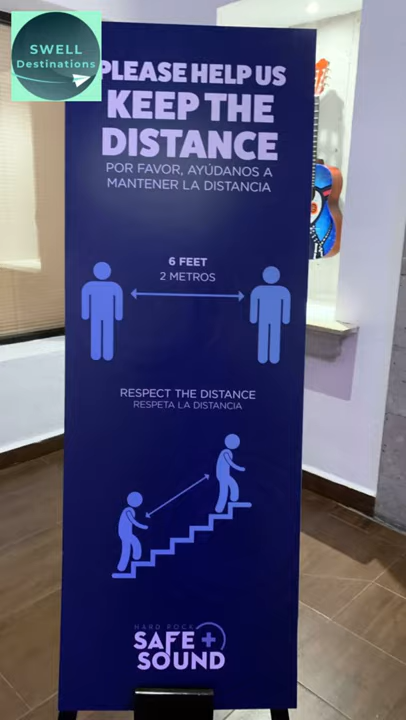 SWELL
Destinations
PLEASE HELP US
KEEP THE
DISTANCE
POR FAVOR, AYÚDANOS A
MANTENER LA DISTANCIA
6 FEET
2 METROS
RESPECT THE DISTANCE
RESPETA LA DISTANCIA
HARD ROCK
SAFE +
SOUND